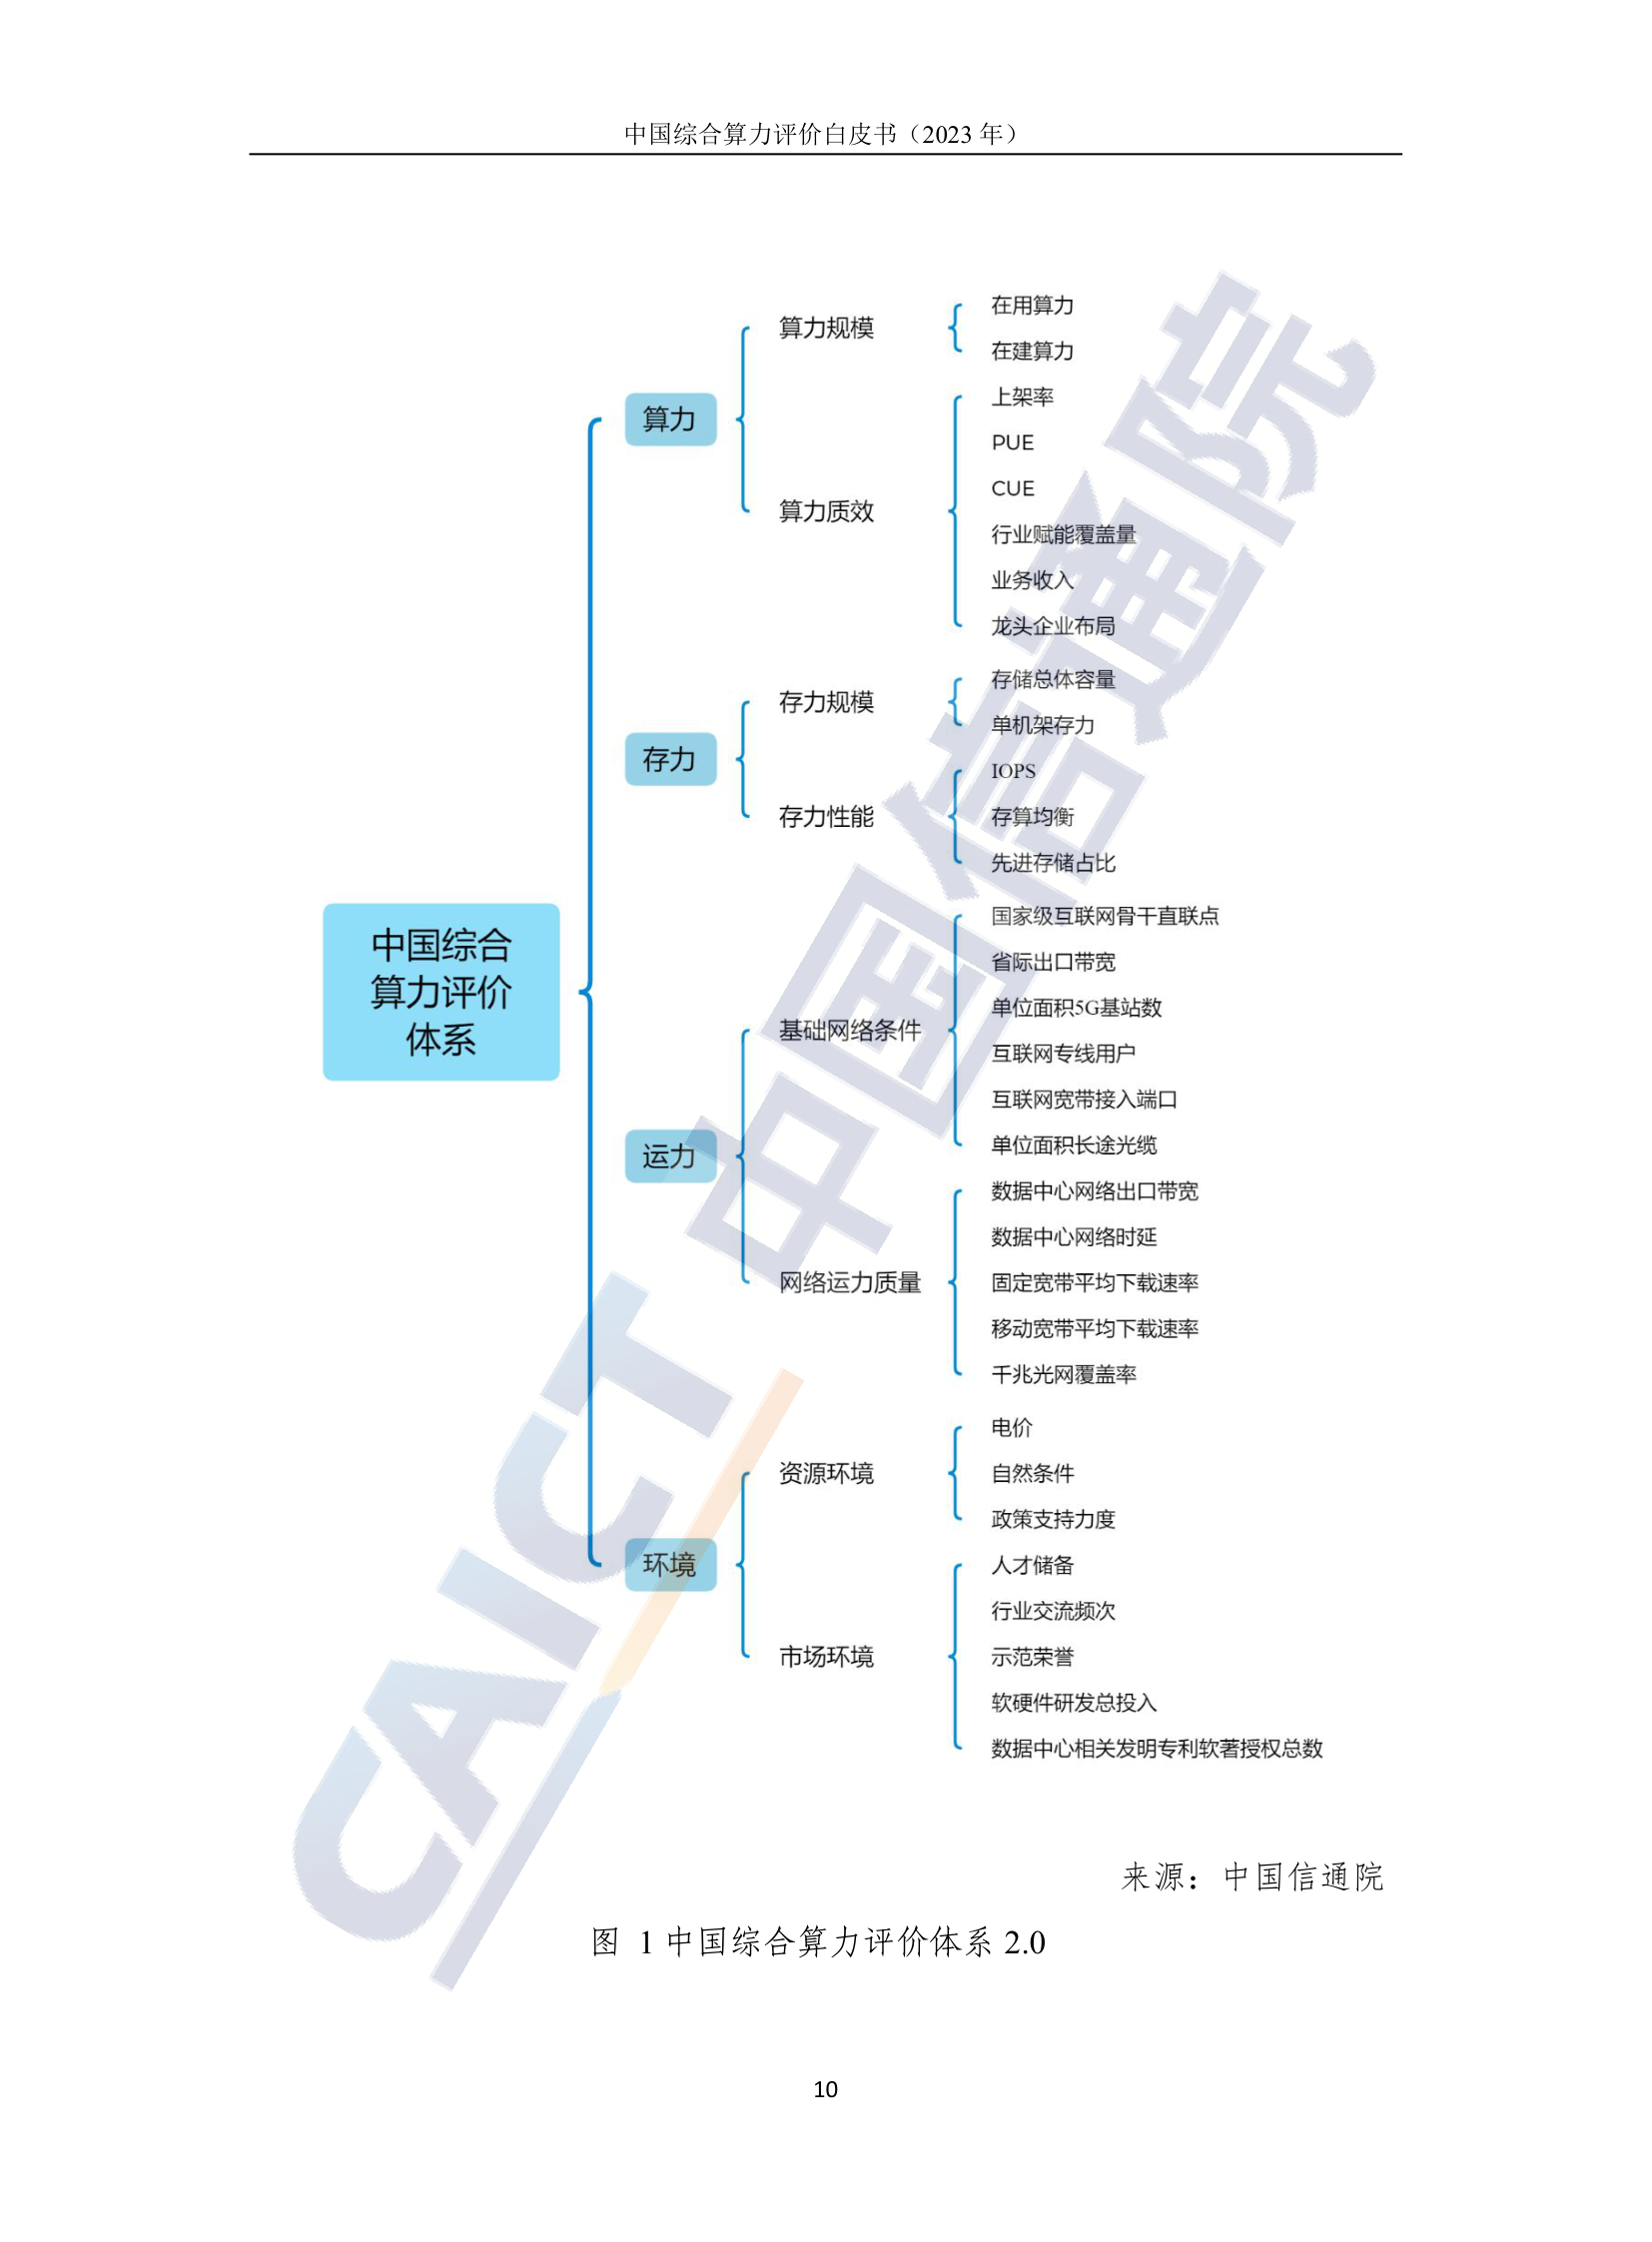 中国综合算力评价白皮书（2023 年）
中国综合
算力评价
体系
算力
算力规模
在用算力
在建算力
算力质效
上架率
PUE
CUE
行业赋能覆盖量
业务收入
龙头企业布局
存力
存力规模
存储总体容量
单机架存力
存力性能
IOPS
存算均衡
先进存储占比
运力
基础网络条件
国家级互联网骨干直联点
省际出口带宽
单位面积5G基站数
互联网专线用户
互联网宽带接入端口
单位面积长途光缆
网络运力质量
数据中心网络出口带宽
数据中心网络时延
固定宽带平均下载速率
移动宽带平均下载速率
千兆光网覆盖率
环境
资源环境
电价
自然条件
政策支持力度
市场环境
人才储备
行业交流频次
示范荣誉
软硬件研发总投入
数据中心相关发明专利软著授权总数
CAICT 中国信通院
来源：中国信通院
图 1 中国综合算力评价体系 2.0
10